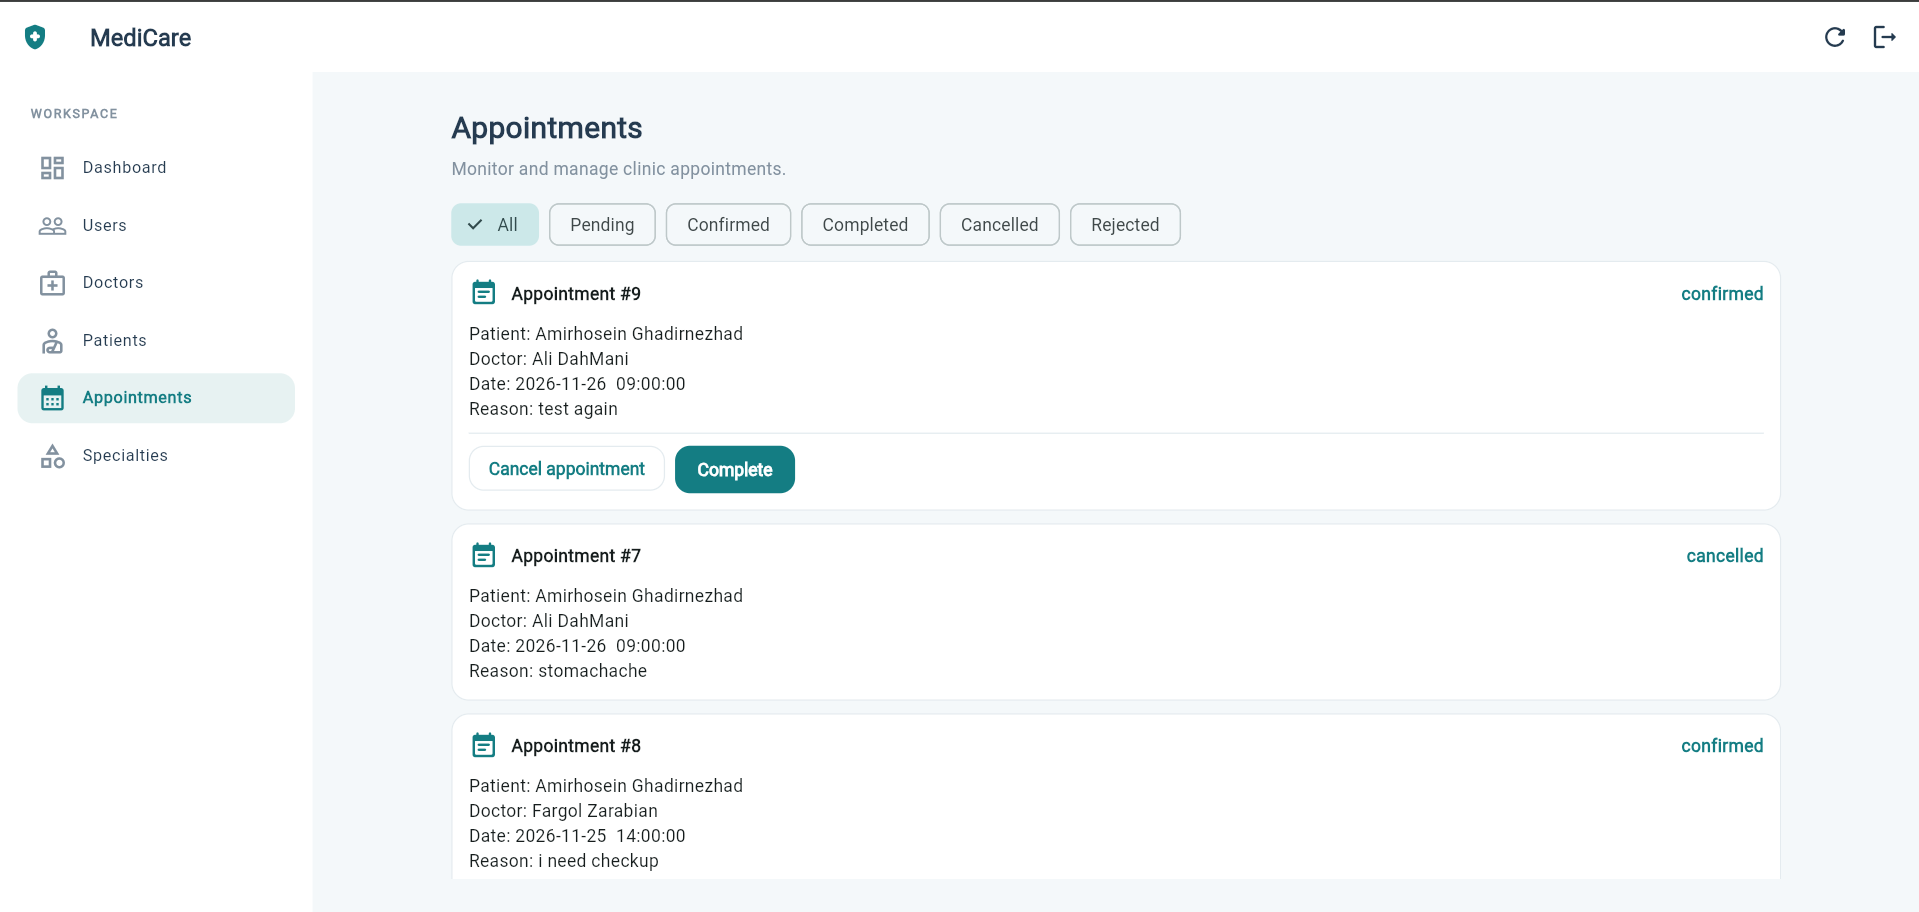 MediCare
WORKSPACE
Dashboard
Users
Doctors
Patients
Appointments
Specialties
Appointments
Monitor and manage clinic appointments.
All Pending Confirmed Completed Cancelled Rejected
Appointment #9 confirmed
Patient: Amirhosein Ghadirnezhad
Doctor: Ali DahMani
Date: 2026-11-26 09:00:00
Reason: test again
Cancel appointment Complete
Appointment #7 cancelled
Patient: Amirhosein Ghadirnezhad
Doctor: Ali DahMani
Date: 2026-11-26 09:00:00
Reason: stomachache
Appointment #8 confirmed
Patient: Amirhosein Ghadirnezhad
Doctor: Fargol Zarabian
Date: 2026-11-25 14:00:00
Reason: i need checkup